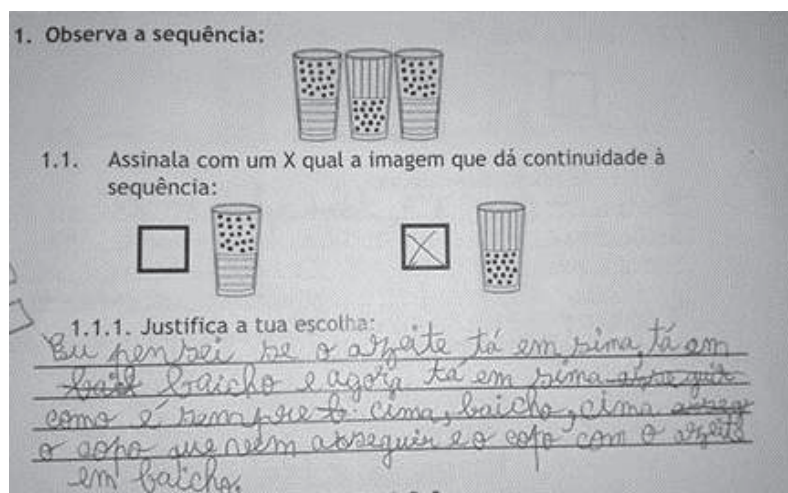 1. Observa a sequência:
1.1. Assinala com um X qual a imagem que dá continuidade à
sequência:
X
1.1.1. Justifica a tua escolha:
Eu pensei se o azeite tá em sima, tá em
baicho e agora tá em sima
como é sempre cima, baicho, cima
o copo que vem a seguir e o copo com o azeite
em baicho.